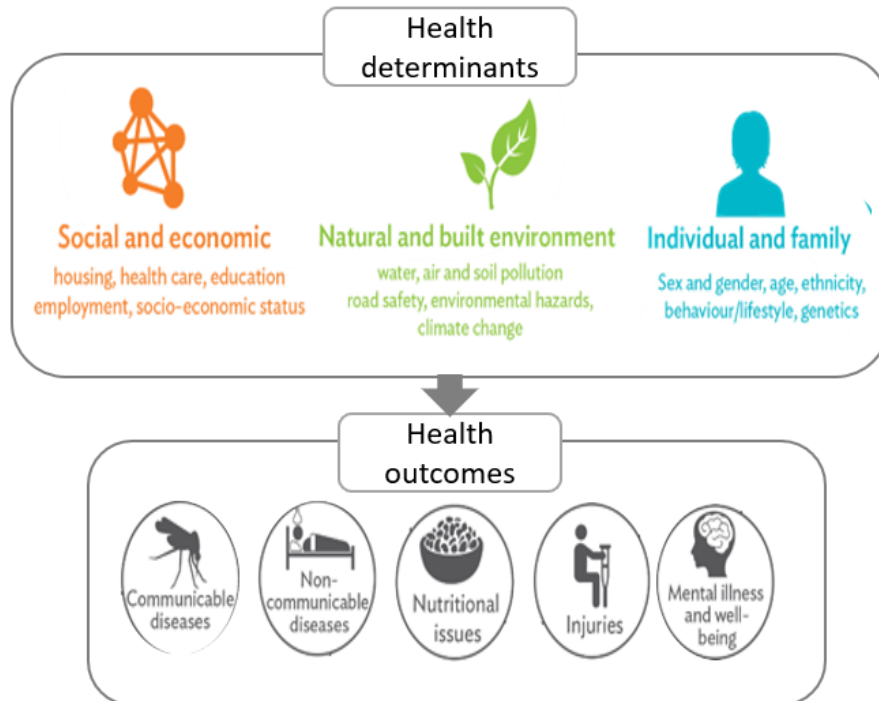 Health
determinants
Social and economic
housing, health care, education
employment, socio-economic status
Natural and built environment
water, air and soil pollution
road safety, environmental hazards,
climate change
Individual and family
Sex and gender, age, ethnicity,
behaviour/lifestyle, genetics
Health
outcomes
Communicable
diseases
Non-
communicable
diseases
Nutritional
issues
Injuries
Mental illness
and well-
being